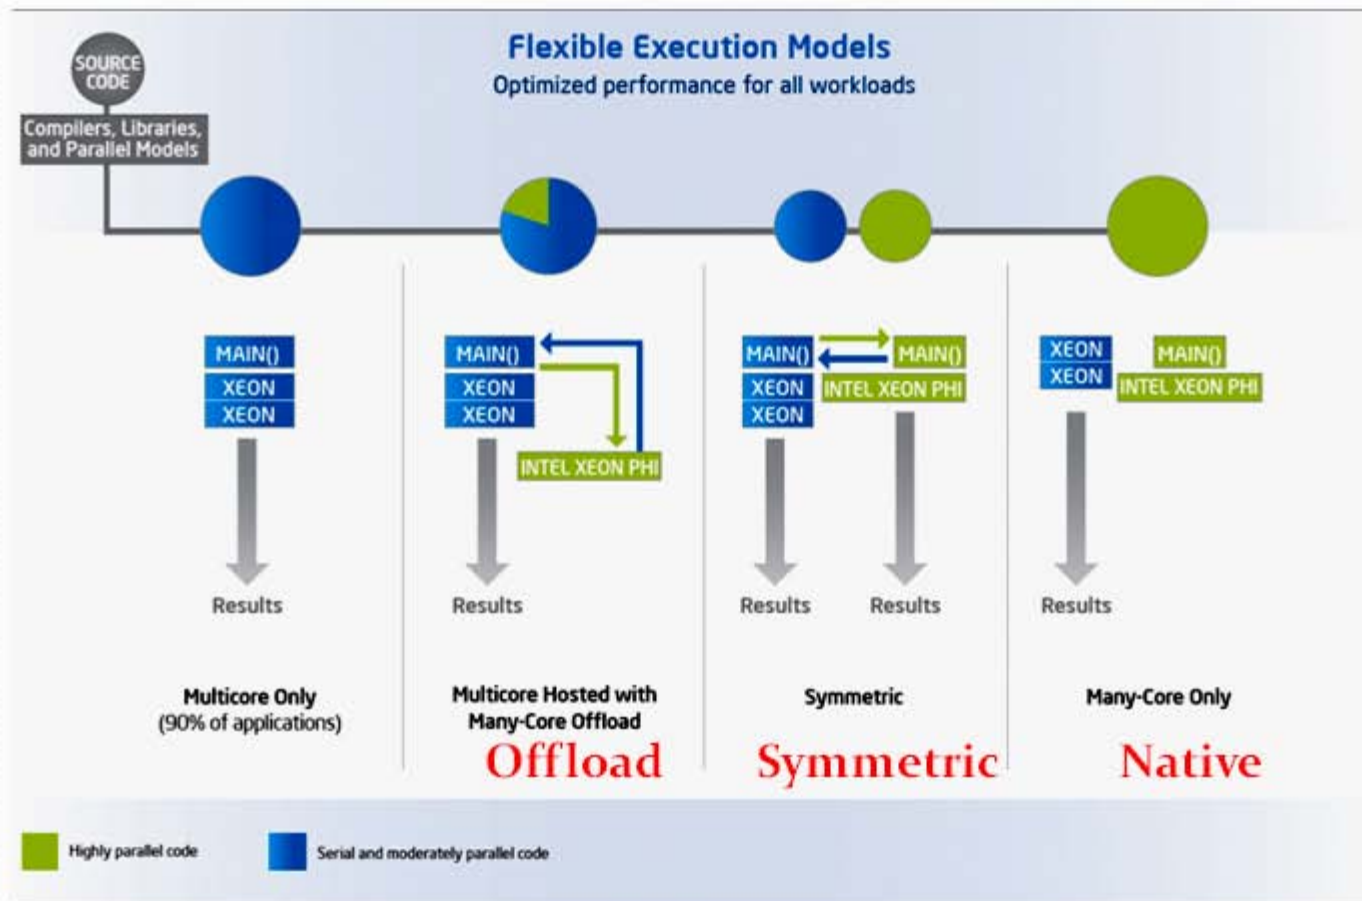 Flexible Execution Models
Optimized performance for all workloads
SOURCE
CODE
Compilers, Libraries,
and Parallel Models
MAIN()
XEON
XEON
Results
Multicore Only
(90% of applications)
MAIN()
XEON
XEON
INTEL XEON PHI
Results
Multicore Hosted with
Many-Core Offload
Offload
MAIN()
XEON
XEON
MAIN()
INTEL XEON PHI
Results
Results
Symmetric
Symmetric
XEON
XEON
MAIN()
INTEL XEON PHI
Results
Many-Core Only
Native
Highly parallel code
Serial and moderately parallel code